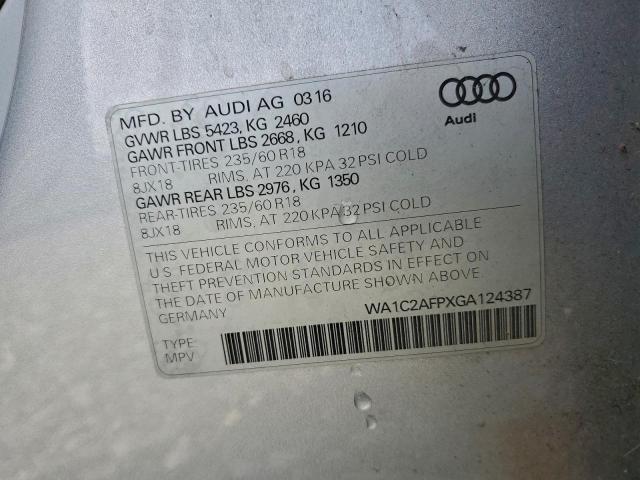 MFD. BY AUDI AG 03 16
GVWR LBS 5423, KG 2460
GAWR FRONT LBS 2668, KG 1210
FRONT-TIRES 235/60 R18
8JX18 RIMS, AT 220 KPA 32 PSI COLD
GAWR REAR LBS 2976, KG 1350
REAR-TIRES 235/60 R18
8JX18 RIMS, AT 220 KPA 32 PSI COLD
THIS VEHICLE CONFORMS TO ALL APPLICABLE
U.S. FEDERAL MOTOR VEHICLE SAFETY AND
THEFT PREVENTION STANDARDS IN EFFECT ON
THE DATE OF MANUFACTURE SHOWN ABOVE.
GERMANY
WA1C2AFPXGA124387
TYPE
MPV
Audi